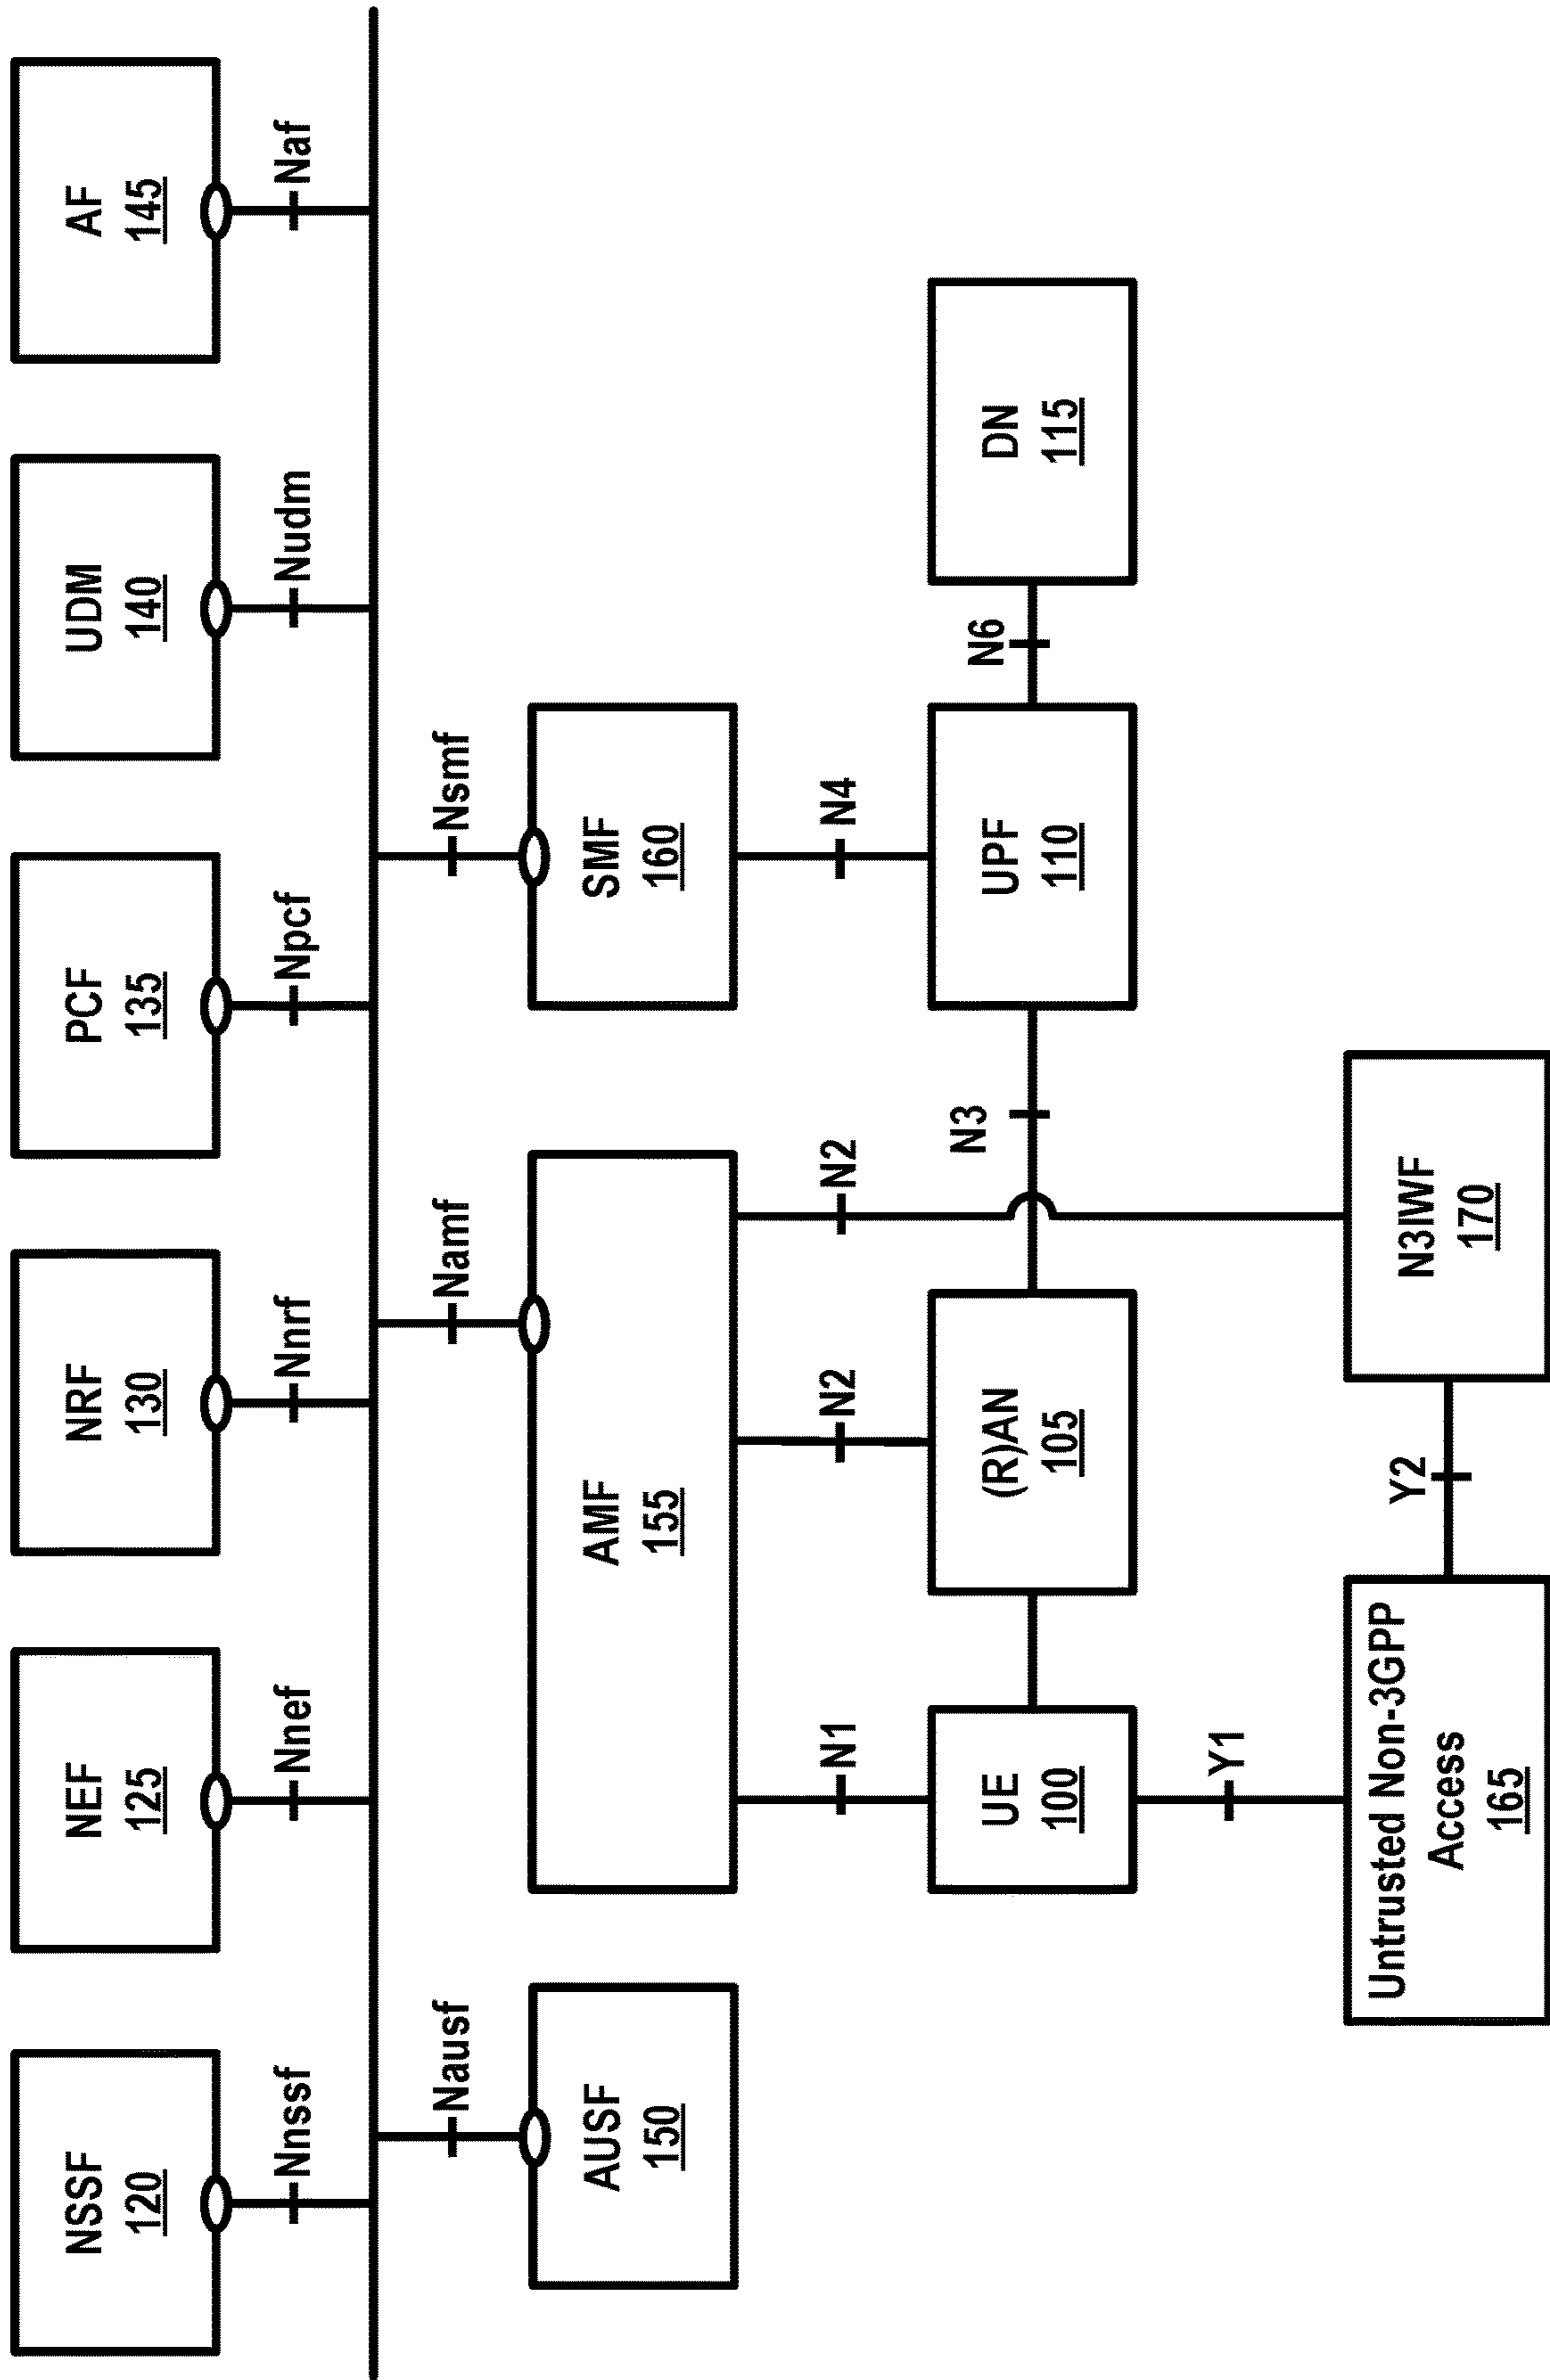 NSSF
120
NEF
125
NRF
130
PCF
135
UDM
140
AF
145
Nnssf
Nnef
Nnrf
Npcf
Nudm
Naf
Nausf
Namf
Nsmf
AUSF
150
AMF
155
SMF
160
N1
N2
N2
N4
UE
100
(R)AN
105
N3
UPF
110
N6
DN
115
Y1
Untrusted Non-3GPP
Access
165
Y2
N3IWF
170